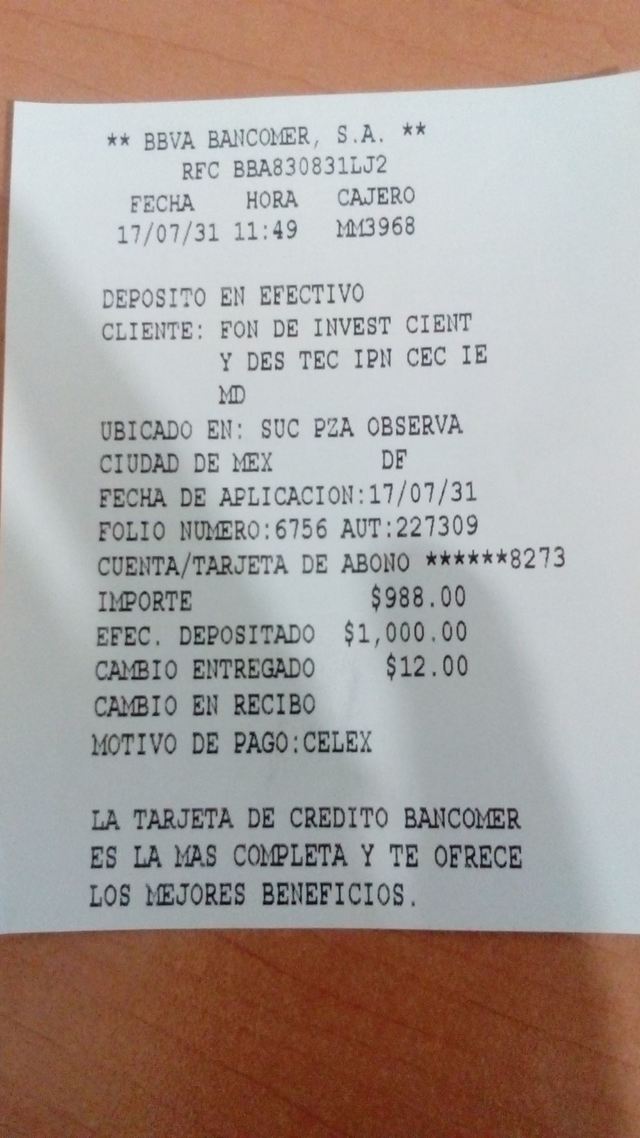 ** BBVA BANCOMER, S.A. **
RFC BBA830831LJ2
FECHA HORA CAJERO
17/07/31 11:49 MM3968
DEPOSITO EN EFECTIVO
CLIENTE: FON DE INVEST CIENT
Y DES TEC IPN CEC IE
MD
UBICADO EN: SUC PZA OBSERVA
CIUDAD DE MEX DF
FECHA DE APLICACION:17/07/31
FOLIO NUMERO:6756 AUT:227309
CUENTA/TARJETA DE ABONO ******8273
IMPORTE $988.00
EFEC. DEPOSITADO $1,000.00
CAMBIO ENTREGADO $12.00
CAMBIO EN RECIBO
MOTIVO DE PAGO:CELEX
LA TARJETA DE CREDITO BANCOMER
ES LA MAS COMPLETA Y TE OFRECE
LOS MEJORES BENEFICIOS.